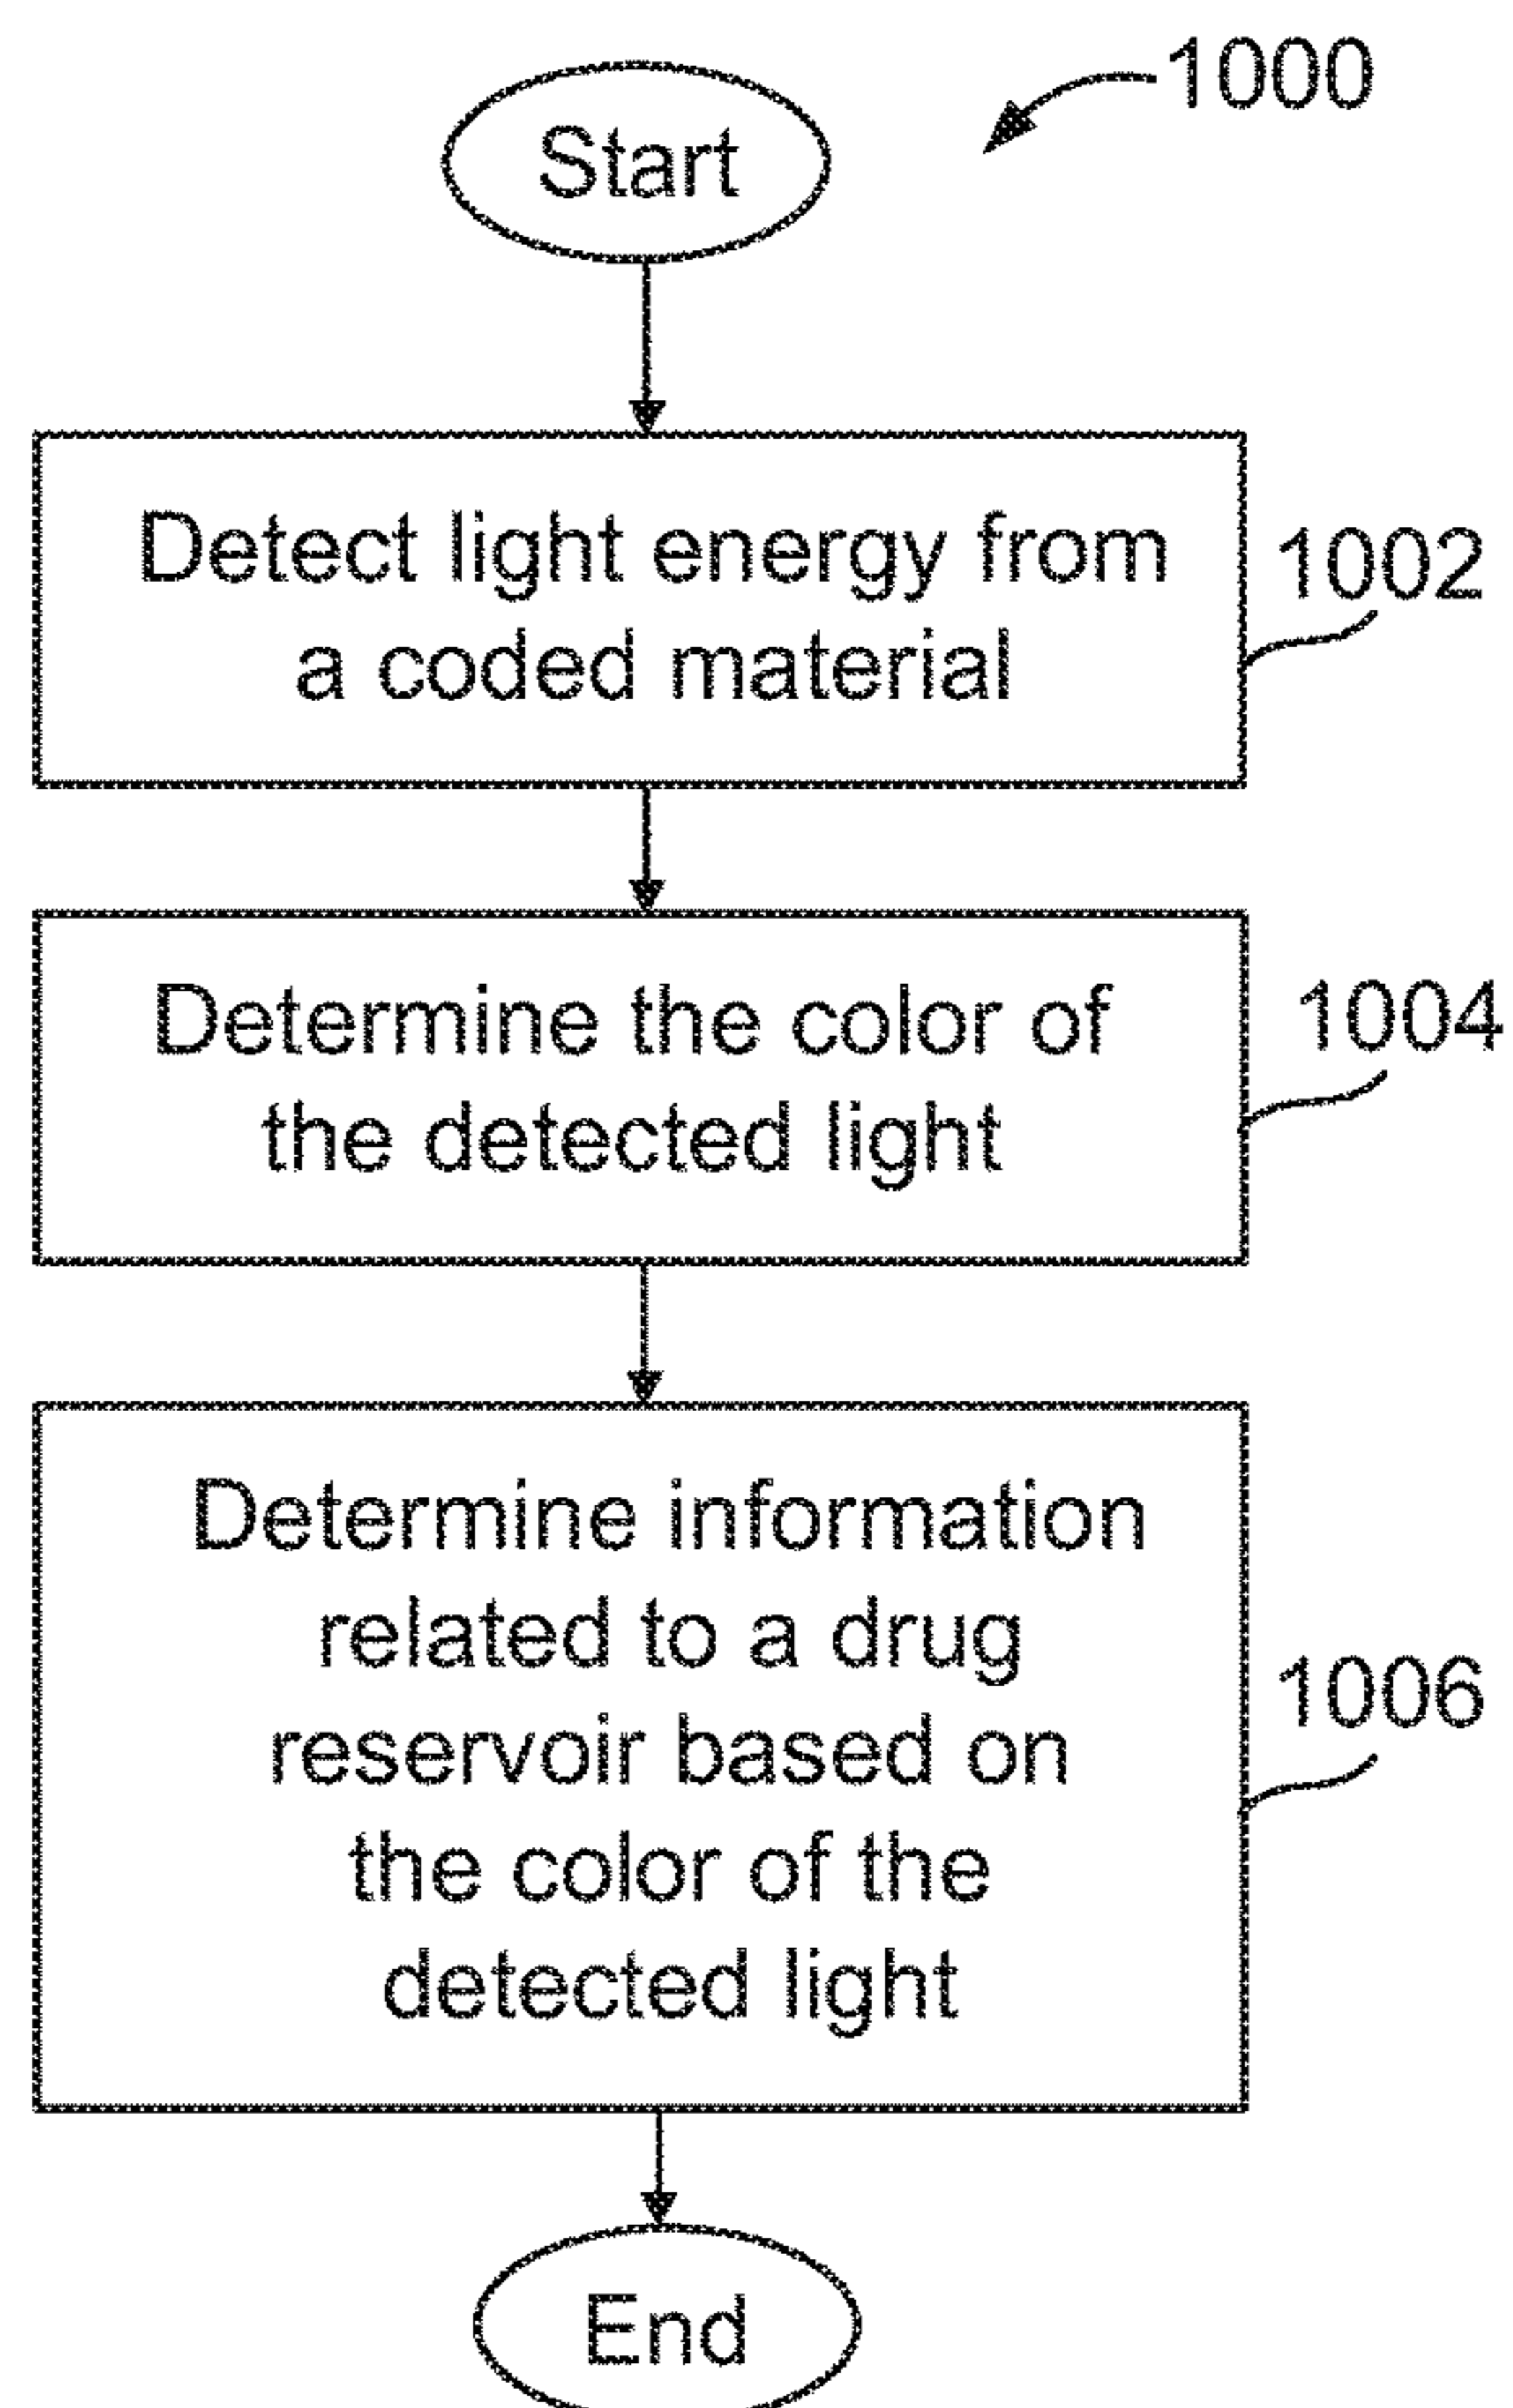 1000
Start
Detect light energy from
a coded material
1002
Determine the color of
the detected light
1004
Determine information
related to a drug
reservoir based on
the color of the
detected light
1006
End